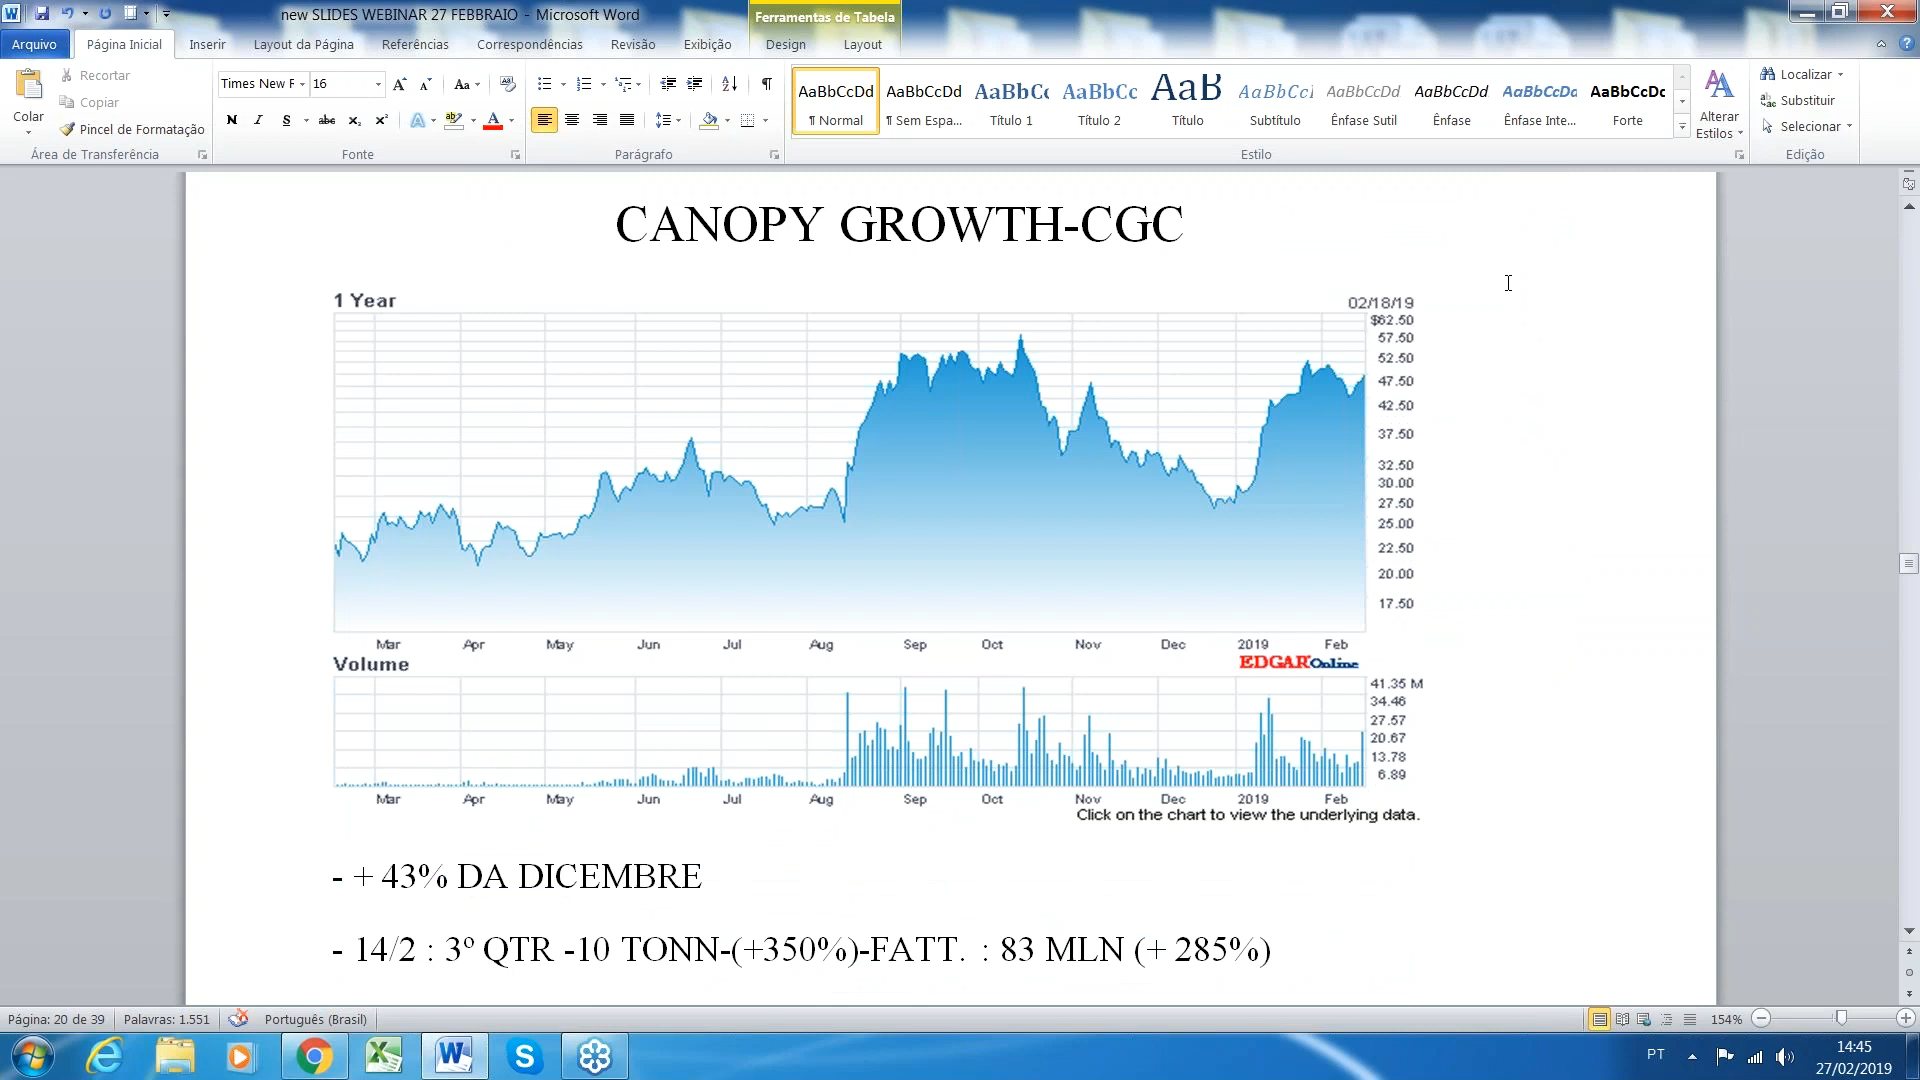 new SLIDES WEBINAR 27 FEBBRAIO - Microsoft Word
Ferramentas de Tabela
Arquivo Página Inicial Inserir Layout da Página Referências Correspondências Revisão Exibição Design Layout
Recortar
Copiar
Pincel de Formatação
Colar
Área de Transferência
Times New F 16
Aa
N I S abc x₂ x²
Fonte
Parágrafo
AaBbCcDd AaBbCcDd AaBbCc AaBbCc AaB AaBbCcI AaBbCcDd AaBbCcDd AaBbCcDd AaBbCcDc
¶ Normal ¶ Sem Espa... Título 1 Título 2 Título Subtítulo Ênfase Sutil Ênfase Ênfase Inte... Forte
Estilo
Alterar
Estilos
Localizar
Substituir
Selecionar
Edição
CANOPY GROWTH-CGC
1 Year
02/18/19
$62.50
57.50
52.50
47.50
42.50
37.50
32.50
30.00
27.50
25.00
22.50
20.00
17.50
Mar Apr May Jun Jul Aug Sep Oct Nov Dec 2019 Feb
Volume
EDGAR Online
41.35 M
34.46
27.57
20.67
13.78
6.89
Mar Apr May Jun Jul Aug Sep Oct Nov Dec 2019 Feb
Click on the chart to view the underlying data.
- + 43% DA DICEMBRE
- 14/2 : 3º QTR -10 TONN-(+350%)-FATT. : 83 MLN (+ 285%)
Página: 20 de 39 Palavras: 1.551 Português (Brasil) 154%
PT
14:45
27/02/2019